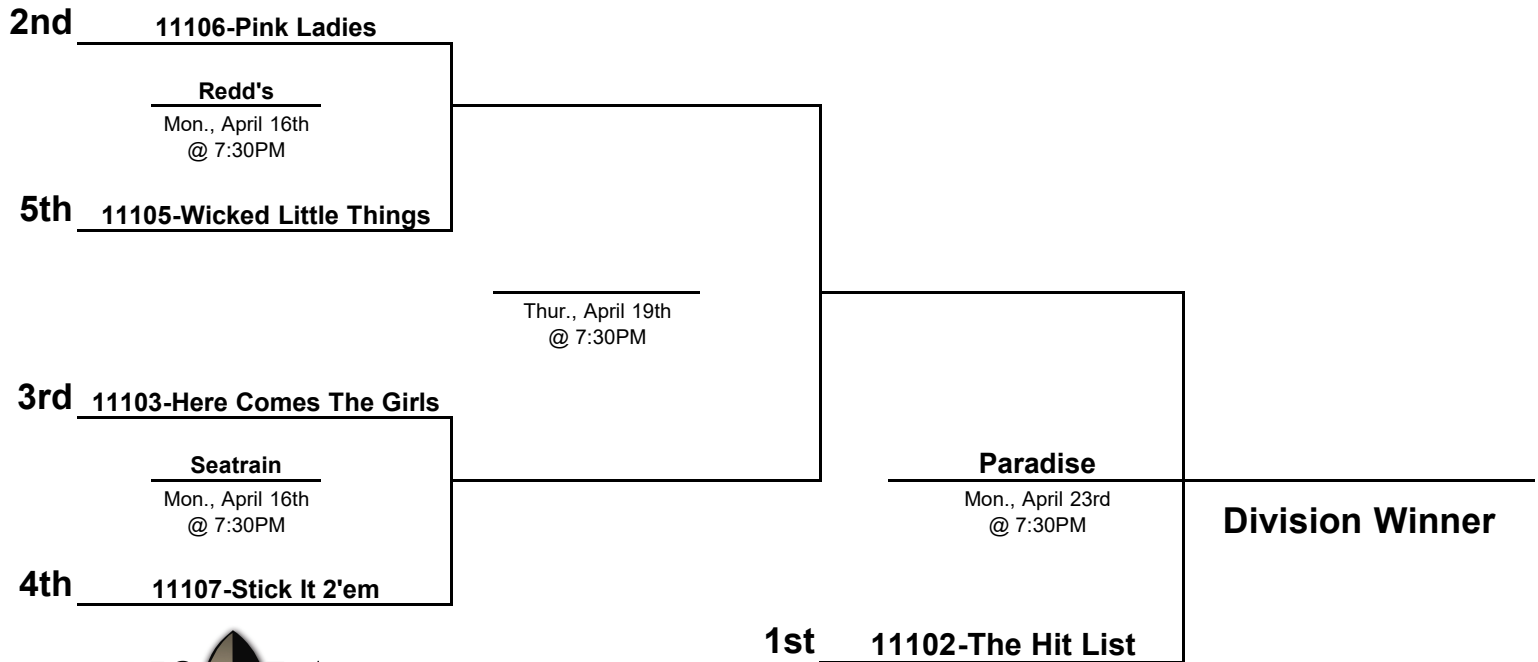 2nd 11106-Pink Ladies
Redd's
Mon., April 16th
@ 7:30PM
5th 11105-Wicked Little Things
Thur., April 19th
@ 7:30PM
3rd 11103-Here Comes The Girls
Seatrain
Mon., April 16th
@ 7:30PM
Paradise
Mon., April 23rd
@ 7:30PM
Division Winner
4th 11107-Stick It 2'em
1st 11102-The Hit List